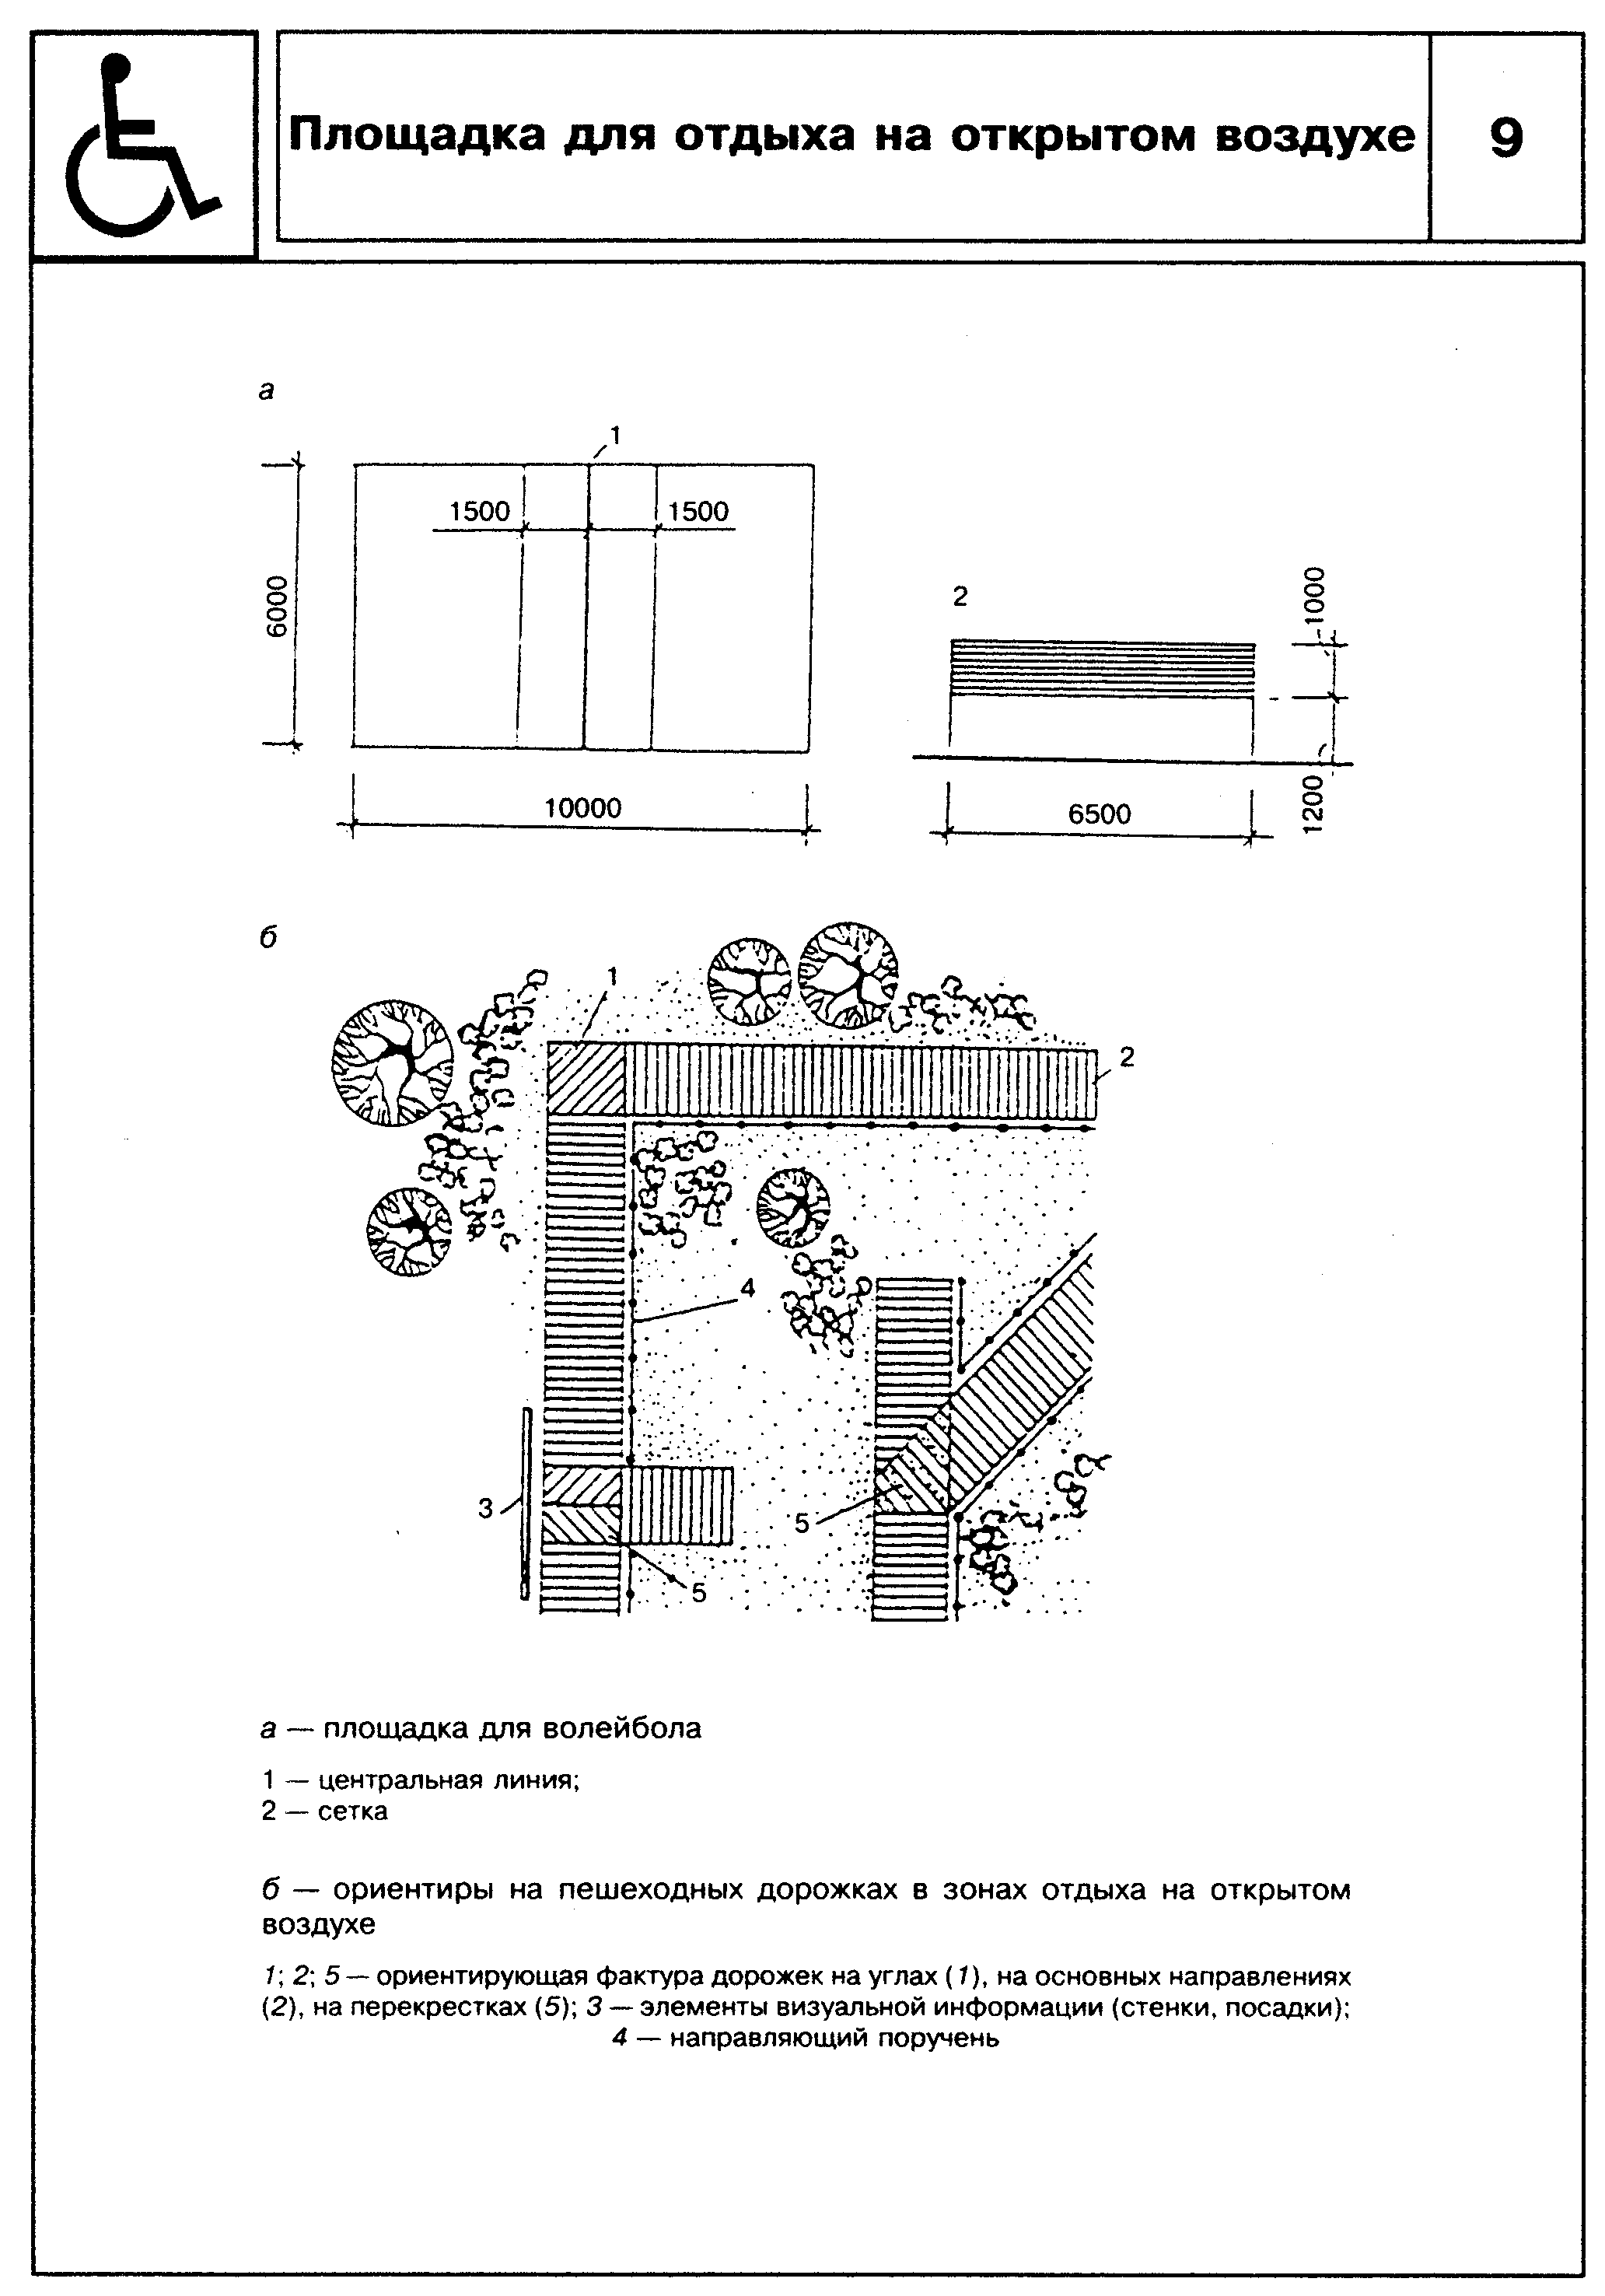 Площадка для отдыха на открытом воздухе
9
а
1
1500
1500
6000
10000
2
1000
1200
6500
б
1
2
4
3
5
5
а — площадка для волейбола
1 — центральная линия;
2 — сетка
б — ориентиры на пешеходных дорожках в зонах отдыха на открытом
воздухе
1; 2; 5 — ориентирующая фактура дорожек на углах (1), на основных направлениях
(2), на перекрестках (5); 3 — элементы визуальной информации (стенки, посадки);
4 — направляющий поручень